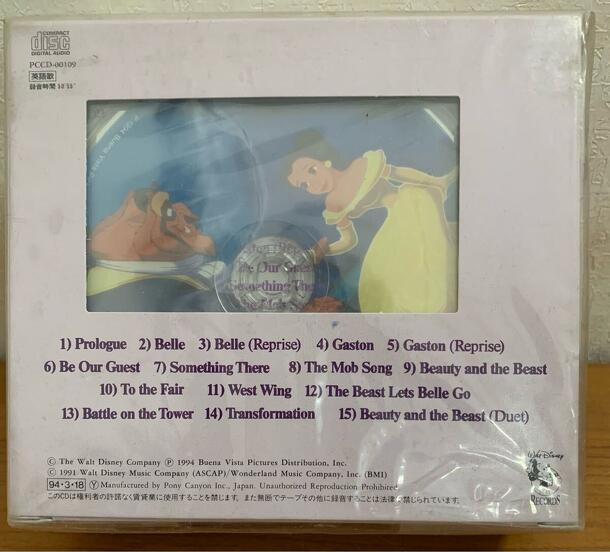 COMPACT
disc
DIGITAL AUDIO
PCCD-00109
英語歌
録音時間
1) Prologue 2) Belle 3) Belle (Reprise) 4) Gaston 5) Gaston (Reprise)
6) Be Our Guest 7) Something There 8) The Mob Song 9) Beauty and the Beast
10) To the Fair 11) West Wing 12) The Beast Lets Belle Go
13) Battle on the Tower 14) Transformation 15) Beauty and the Beast (Duet)
© The Walt Disney Company Ⓟ 1994 Buena Vista Pictures Distribution, Inc.
© 1991 Walt Disney Music Company (ASCAP)/Wonderland Music Company, Inc. (BMI)
94・3・18 Ⓨ Manufactured by Pony Canyon Inc., Japan. Unauthorized Reproduction Prohibited.
このCDは権利者の許諾なく賃貸業に使用することを禁じます。また無断でテープその他に録音することは法律で禁じられています。
Walt Disney
RECORDS